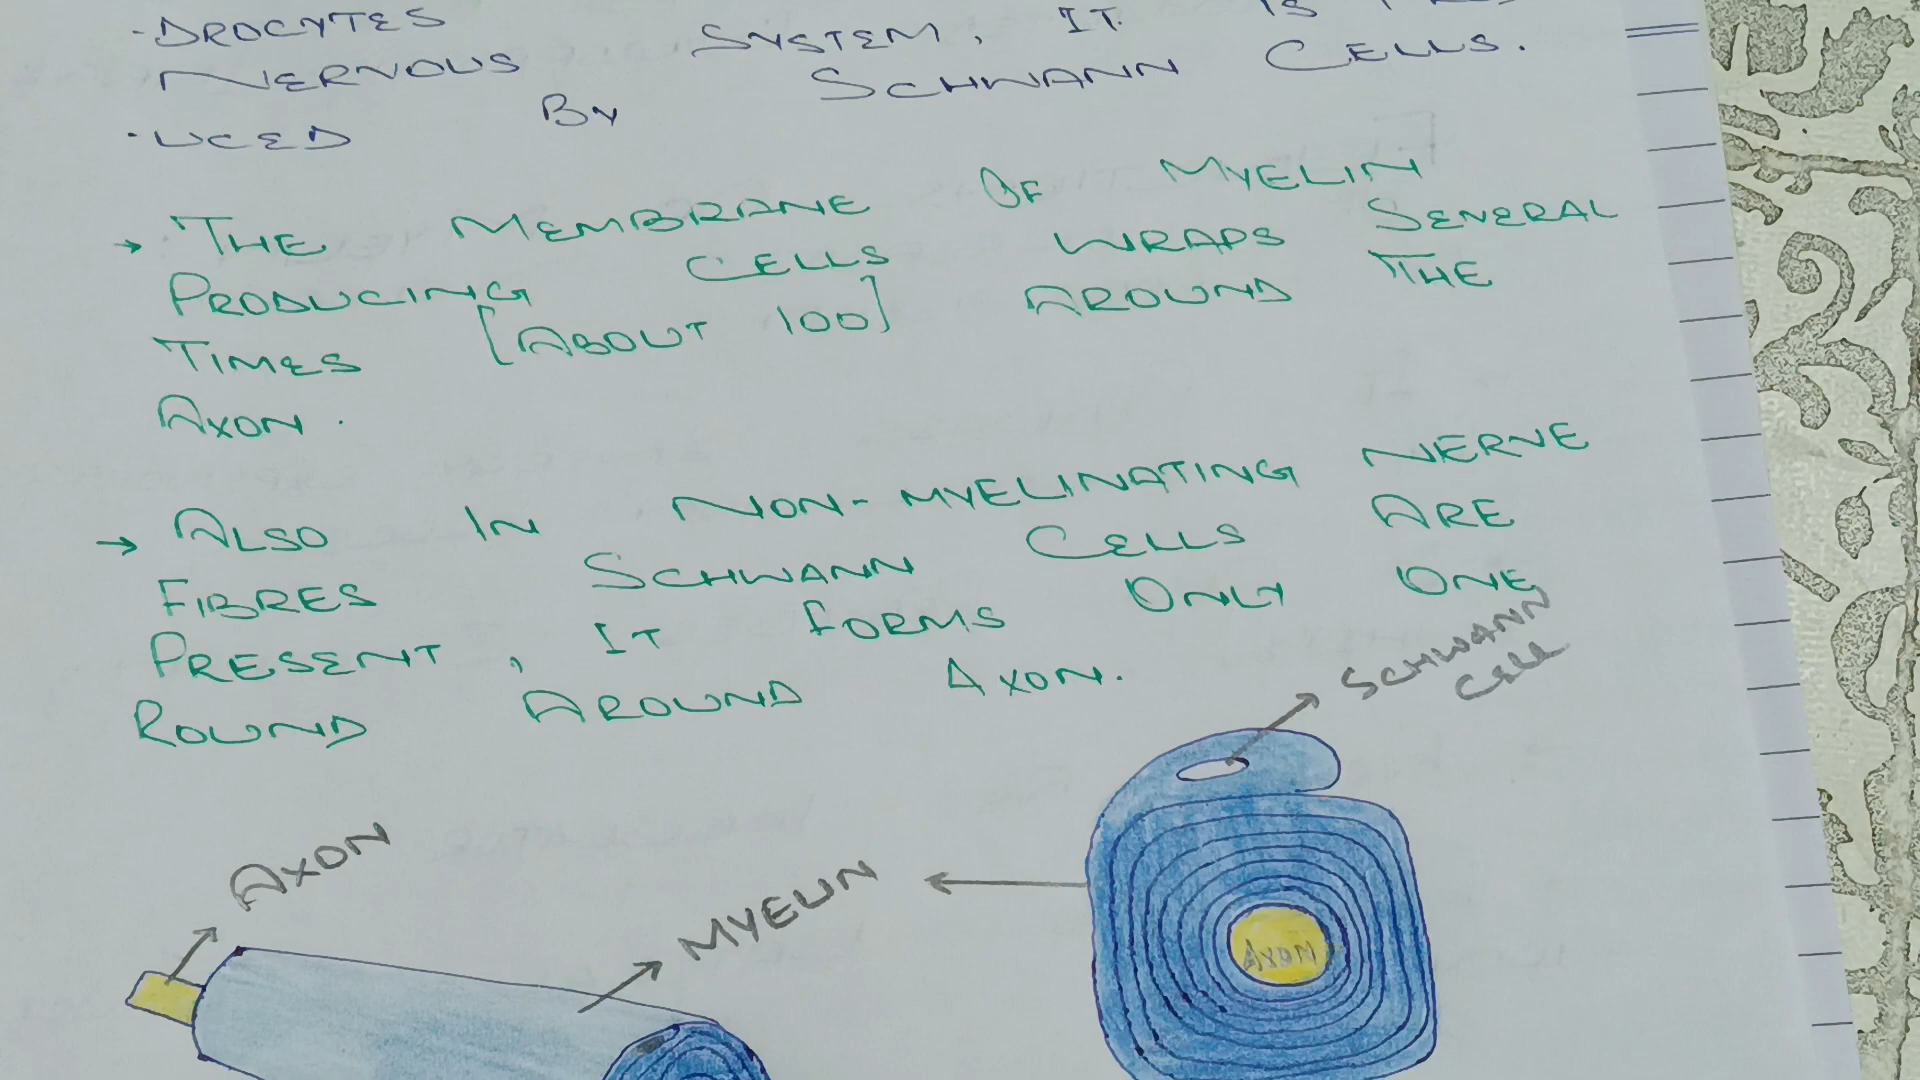 -DROCYTES
NERVOUS SYSTEM, IT IS
-UCED BY SCHWANN CELLS.
→ THE MEMBRANE OF MYELIN
PRODUCING CELLS WRAPS SEVERAL
TIMES [ABOUT 100] AROUND THE
AXON.
→ ALSO IN NON-MYELINATING NERVE
FIBRES SCHWANN CELLS ARE
PRESENT, IT FORMS ONLY ONE
ROUND AROUND AXON.
SCHWANN
CELL
AXON
MYELIN
AXON